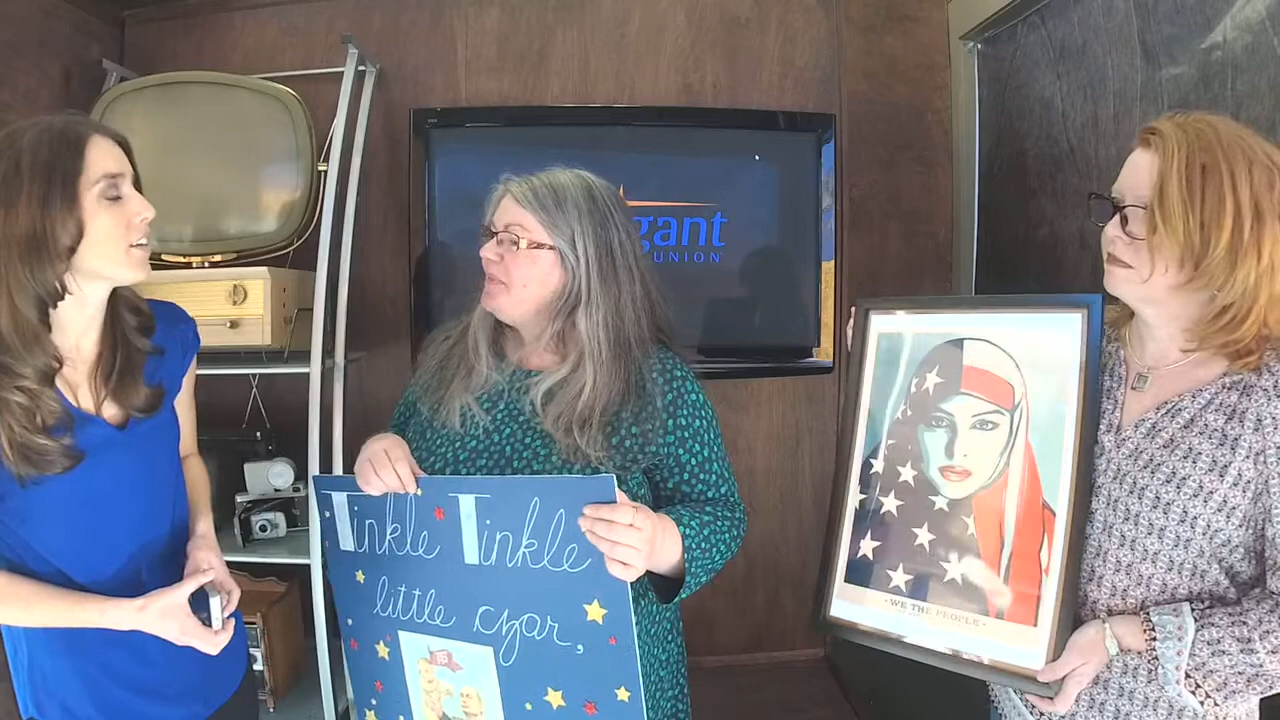 gant
UNION
Tinkle Tinkle
little czar,
· WE THE PEOPLE ·